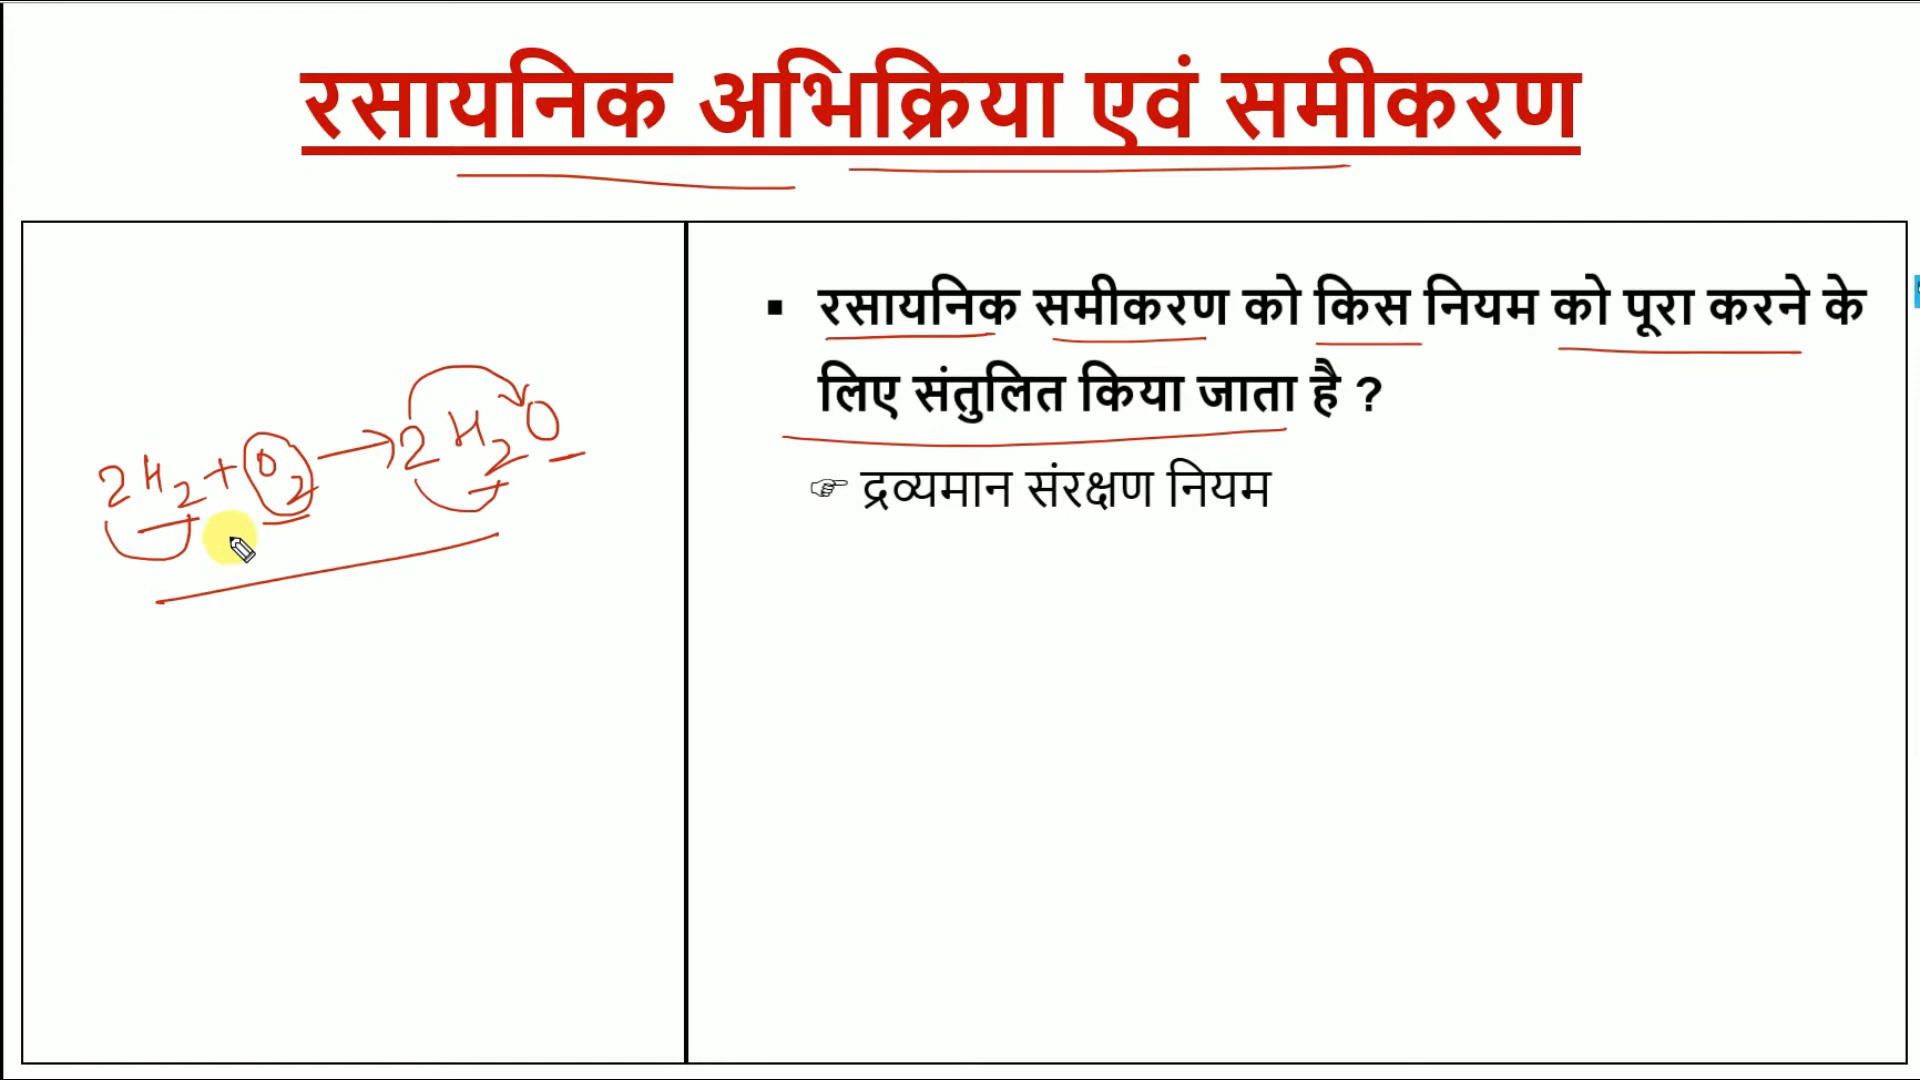 रसायनिक अभिक्रिया एवं समीकरण
2H₂ + O₂ → 2H₂O
▪ रसायनिक समीकरण को किस नियम को पूरा करने के
लिए संतुलित किया जाता है ?
☞ द्रव्यमान संरक्षण नियम